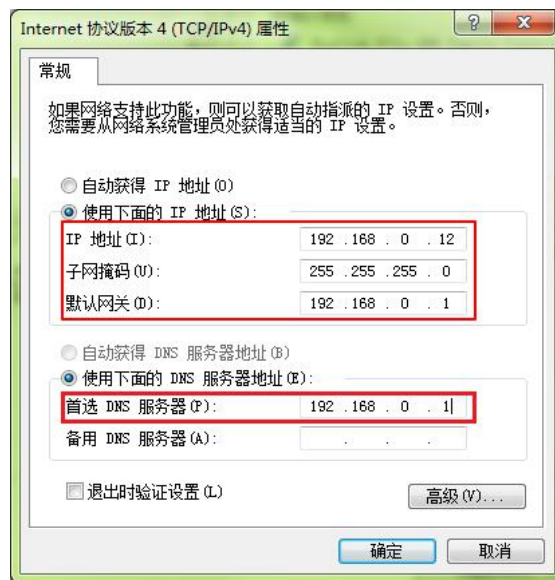 Internet 协议版本 4 (TCP/IPv4) 属性
常规
如果网络支持此功能，则可以获取自动指派的 IP 设置。否则，
您需要从网络系统管理员处获得适当的 IP 设置。
自动获得 IP 地址(O)
使用下面的 IP 地址(S):
IP 地址(I): 192 .168 . 0 . 12
子网掩码(U): 255 .255 .255 . 0
默认网关(D): 192 .168 . 0 . 1
自动获得 DNS 服务器地址(B)
使用下面的 DNS 服务器地址(E):
首选 DNS 服务器(P): 192 .168 . 0 . 1
备用 DNS 服务器(A): . . .
退出时验证设置(L)
高级(V)...
确定 取消